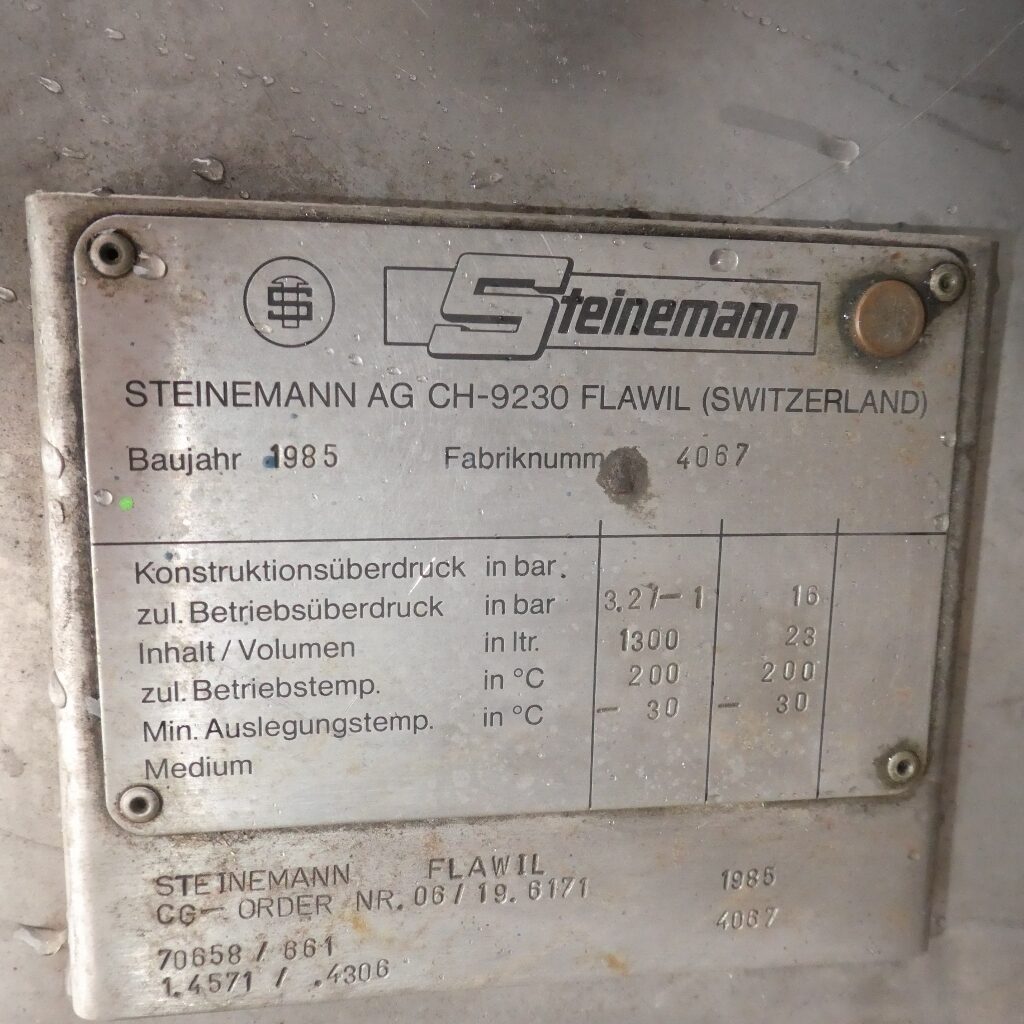 Steinemann
STEINEMANN AG CH-9230 FLAWIL (SWITZERLAND)
Baujahr 1985 Fabriknumm 4067
Konstruktionsüberdruck in bar.
zul. Betriebsüberdruck in bar 3.27-1 16
Inhalt / Volumen in ltr. 1300 23
zul. Betriebstemp. in °C 200 200
Min. Auslegungstemp. in °C - 30 - 30
Medium
STEINEMANN FLAWIL 1985
CG- ORDER NR. 06/19.6171 4067
70658 / 661
1.4571 / .4306